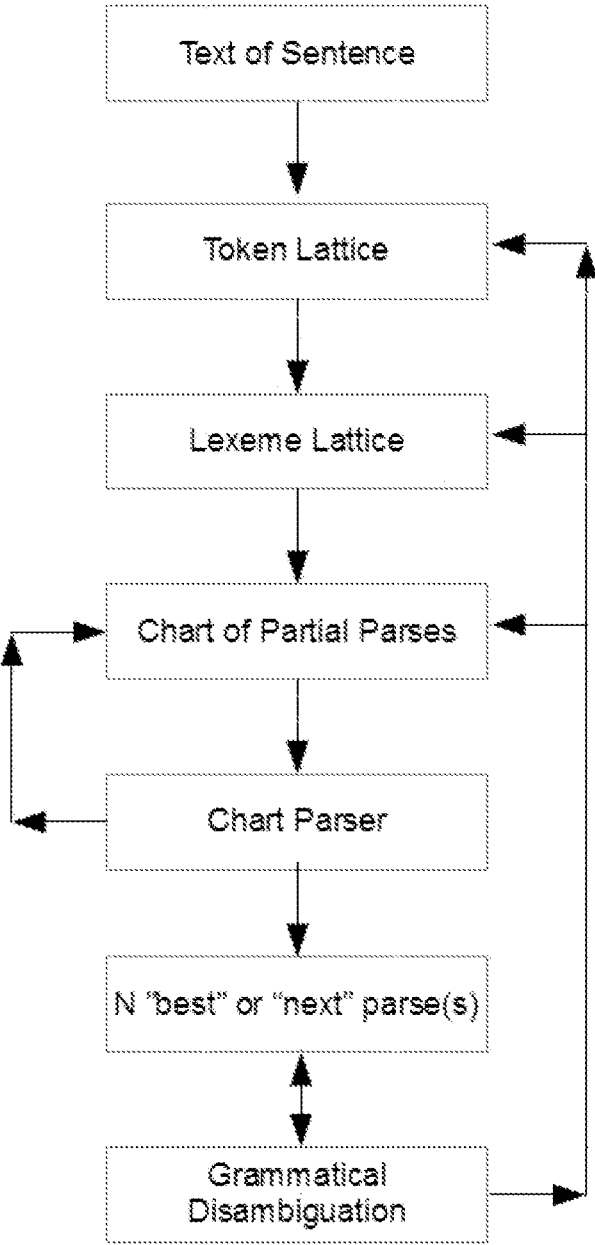 Text of Sentence
Token Lattice
Lexeme Lattice
Chart of Partial Parses
Chart Parser
N ”best” or “next” parse(s)
Grammatical
Disambiguation